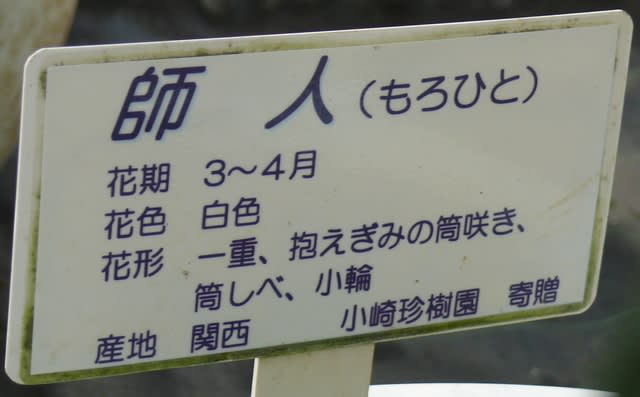 師 人 (もろひと)
花期 3～4月
花色 白色
花形 一重、抱えぎみの筒咲き、
筒しべ、小輪
産地 関西 小崎珍樹園 寄贈